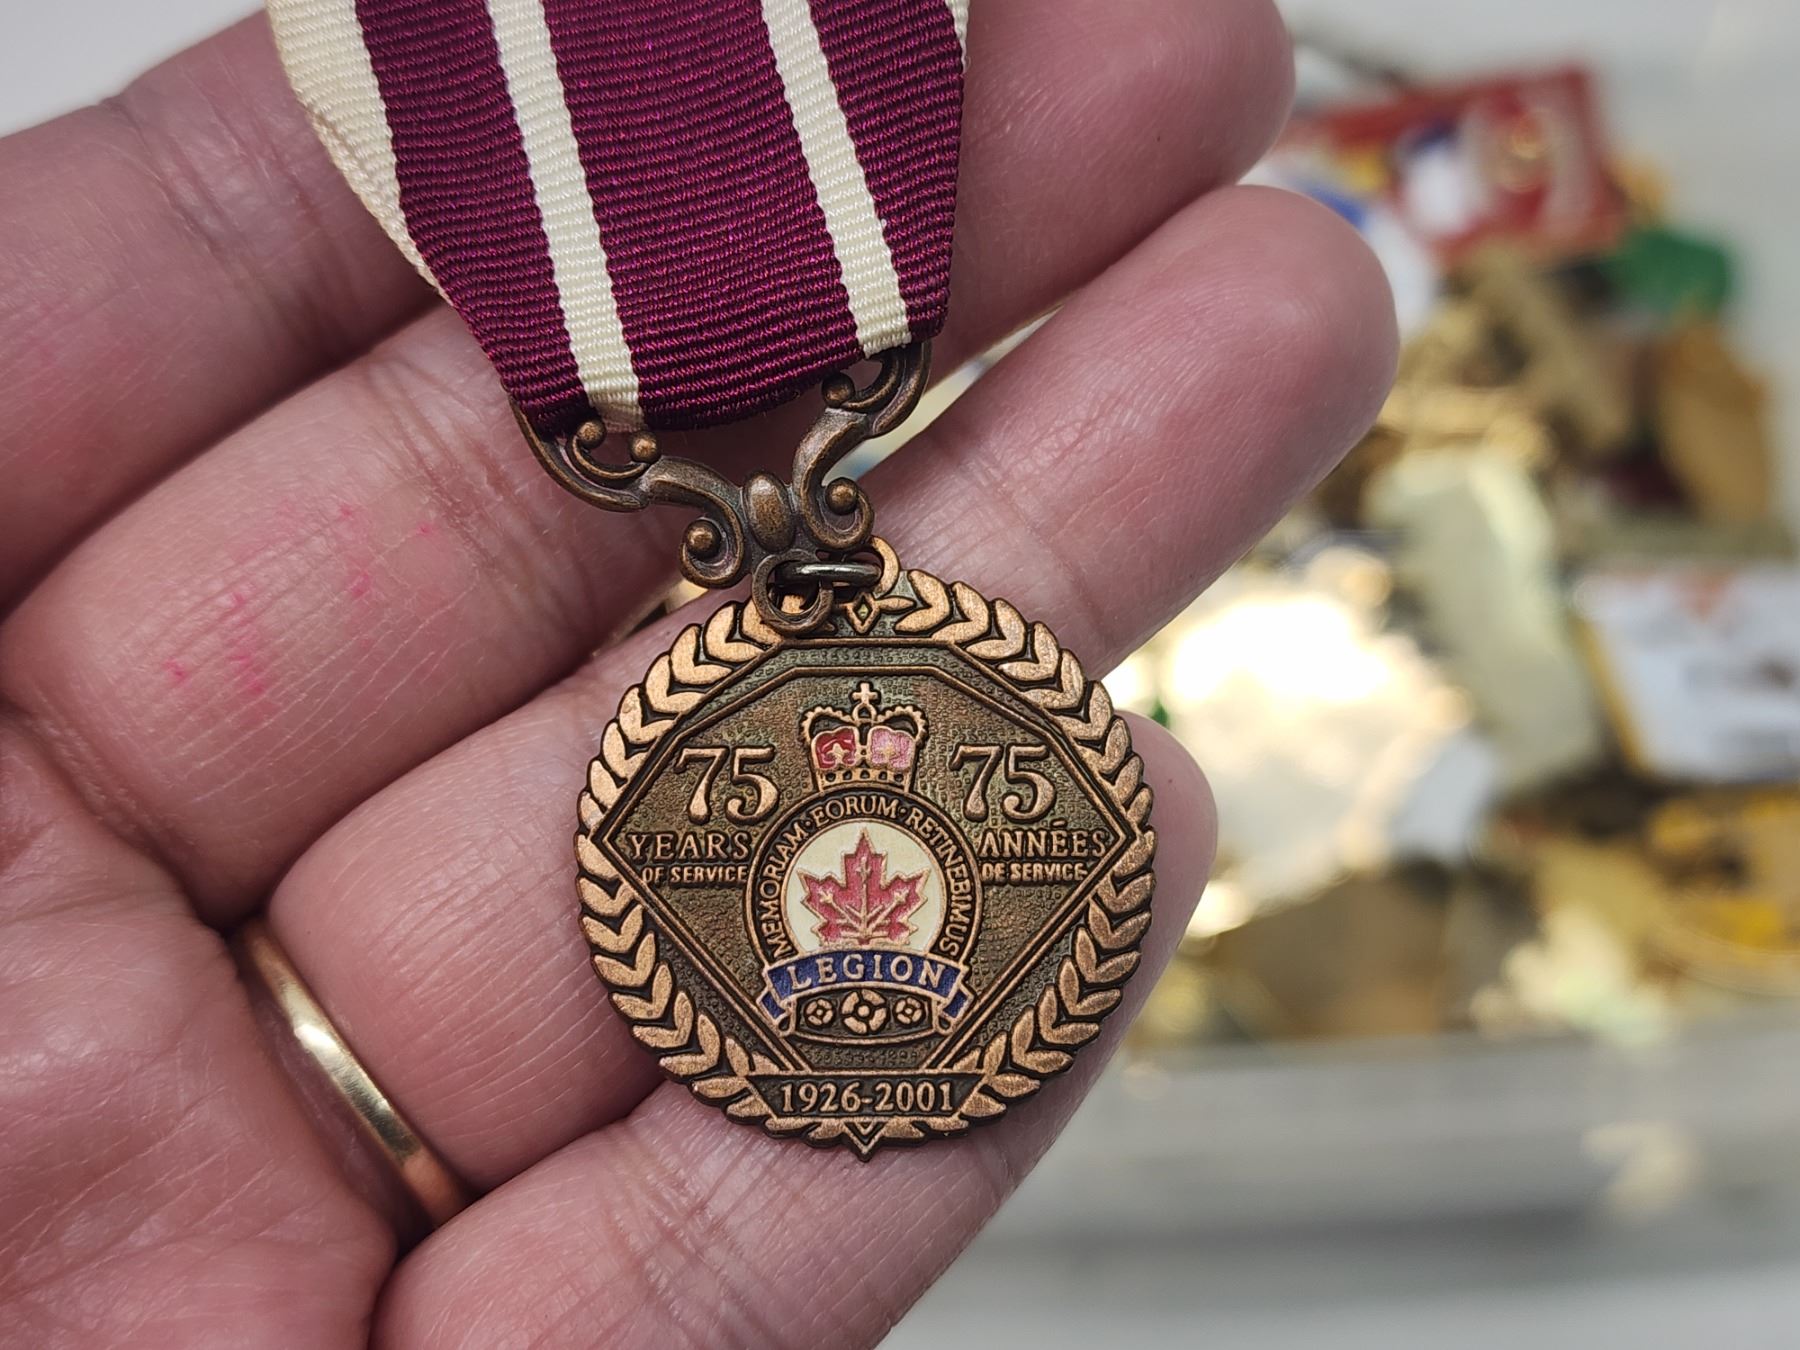 75
YEARS
OF SERVICE
75
ANNÉES
DE SERVICE
MEMORIAM·EORUM·RETINEBIMUS
LEGION
1926-2001